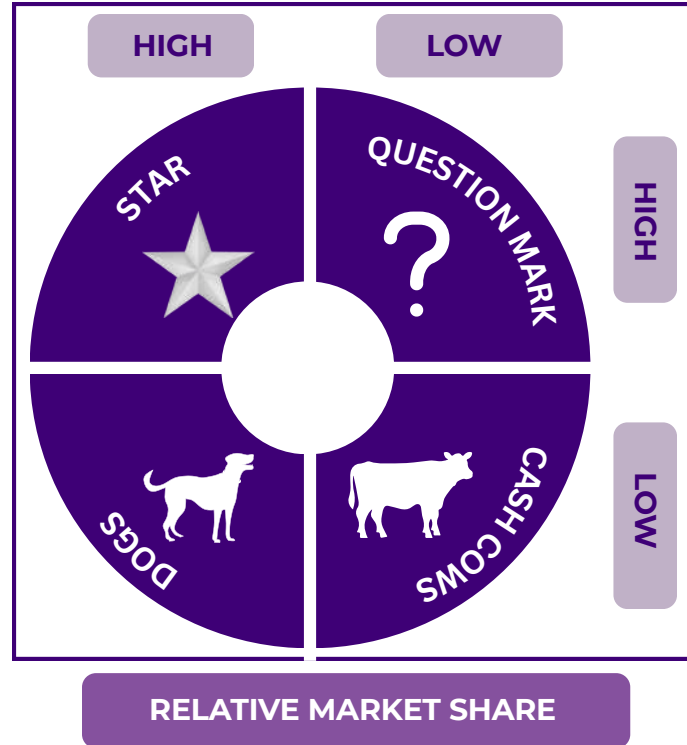 HIGH
LOW
STAR
QUESTION MARK
HIGH
DOGS
CASH COWS
LOW
RELATIVE MARKET SHARE